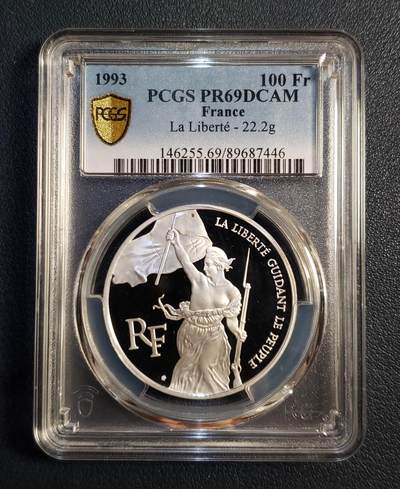 1993 100 Fr
PCGS PR69DCAM
France
La Liberté - 22.2g
146255.69/89687446
PCGS
LA LIBERTÉ GUIDANT LE PEUPLE
RF